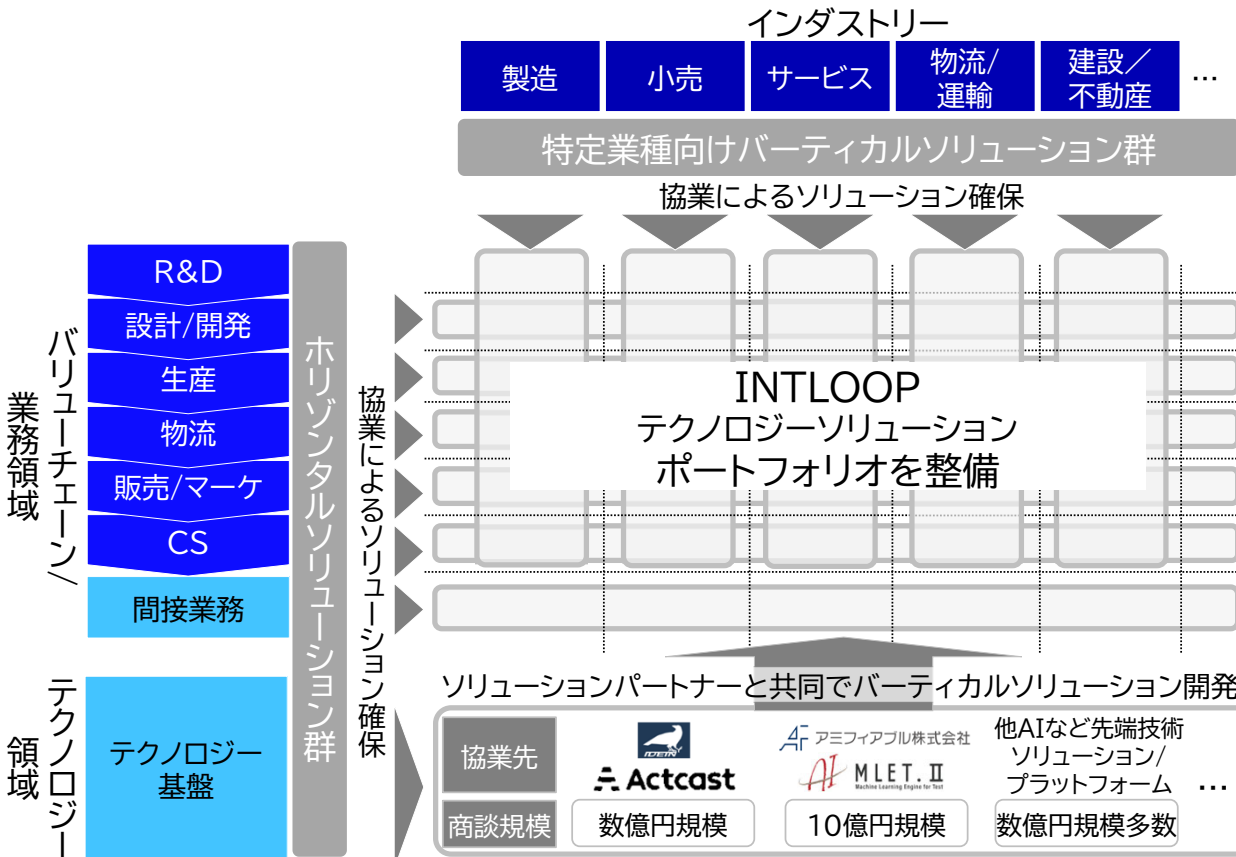 インダストリー
製造
小売
サービス
物流/
運輸
建設／
不動産
…
特定業種向けバーティカルソリューション群
協業によるソリューション確保
バリューチェーン/
業務領域
R&D
設計/開発
生産
物流
販売/マーケ
CS
間接業務
テクノロジー
領域
テクノロジー
基盤
ホリゾンタルソリューション群
協業によるソリューション確保
INTLOOP
テクノロジーソリューション
ポートフォリオを整備
ソリューションパートナーと共同でバーティカルソリューション開発
協業先
IDEIN
Actcast
アミフィアブル株式会社
AI MLET.Ⅱ
Machine Learning Engine for Test
他AIなど先端技術
ソリューション/
プラットフォーム
…
商談規模
数億円規模
10億円規模
数億円規模多数